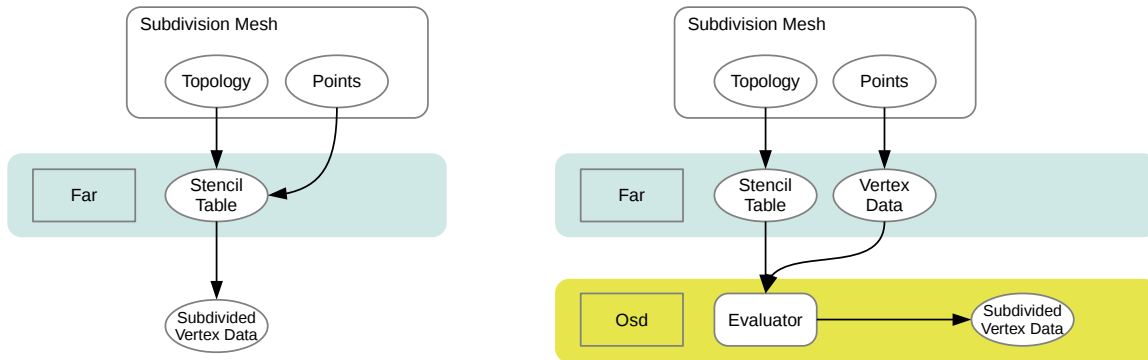 Subdivision Mesh
Topology
Points
Far
Stencil
Table
Subdivided
Vertex Data
Subdivision Mesh
Topology
Points
Far
Stencil
Table
Vertex
Data
Osd
Evaluator
Subdivided
Vertex Data